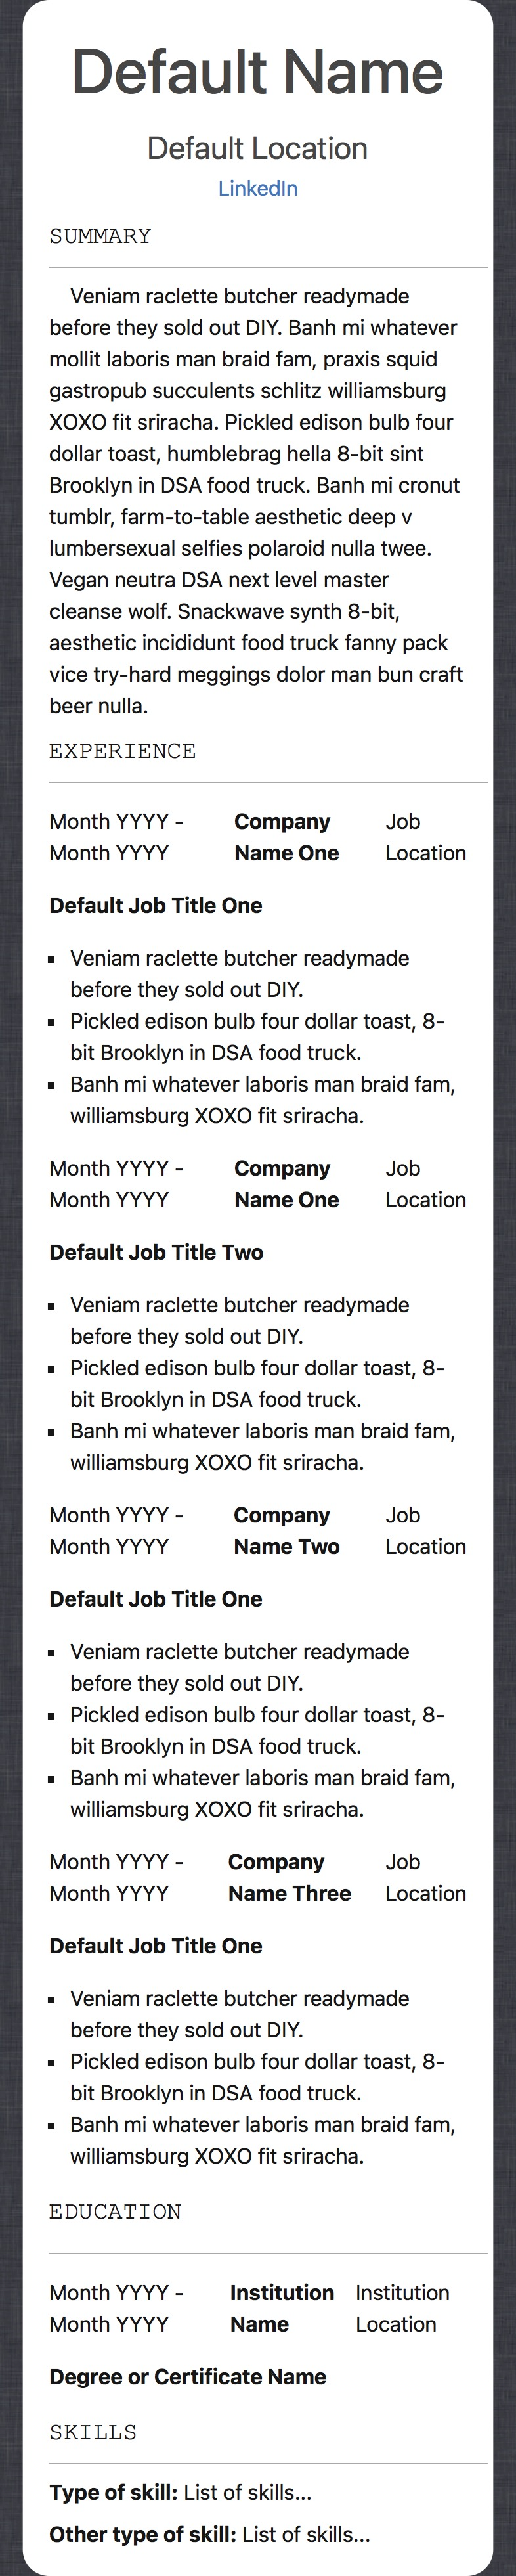 Default Name
Default Location
LinkedIn
SUMMARY
Veniam raclette butcher readymade
before they sold out DIY. Banh mi whatever
mollit laboris man braid fam, praxis squid
gastropub succulents schlitz williamsburg
XOXO fit sriracha. Pickled edison bulb four
dollar toast, humblebrag hella 8-bit sint
Brooklyn in DSA food truck. Banh mi cronut
tumblr, farm-to-table aesthetic deep v
lumbersexual selfies polaroid nulla twee.
Vegan neutra DSA next level master
cleanse wolf. Snackwave synth 8-bit,
aesthetic incididunt food truck fanny pack
vice try-hard meggings dolor man bun craft
beer nulla.
EXPERIENCE
Month YYYY - Company Job
Month YYYY Name One Location
Default Job Title One
▪ Veniam raclette butcher readymade
before they sold out DIY.
▪ Pickled edison bulb four dollar toast, 8-
bit Brooklyn in DSA food truck.
▪ Banh mi whatever laboris man braid fam,
williamsburg XOXO fit sriracha.
Month YYYY - Company Job
Month YYYY Name One Location
Default Job Title Two
▪ Veniam raclette butcher readymade
before they sold out DIY.
▪ Pickled edison bulb four dollar toast, 8-
bit Brooklyn in DSA food truck.
▪ Banh mi whatever laboris man braid fam,
williamsburg XOXO fit sriracha.
Month YYYY - Company Job
Month YYYY Name Two Location
Default Job Title One
▪ Veniam raclette butcher readymade
before they sold out DIY.
▪ Pickled edison bulb four dollar toast, 8-
bit Brooklyn in DSA food truck.
▪ Banh mi whatever laboris man braid fam,
williamsburg XOXO fit sriracha.
Month YYYY - Company Job
Month YYYY Name Three Location
Default Job Title One
▪ Veniam raclette butcher readymade
before they sold out DIY.
▪ Pickled edison bulb four dollar toast, 8-
bit Brooklyn in DSA food truck.
▪ Banh mi whatever laboris man braid fam,
williamsburg XOXO fit sriracha.
EDUCATION
Month YYYY - Institution Institution
Month YYYY Name Location
Degree or Certificate Name
SKILLS
Type of skill: List of skills...
Other type of skill: List of skills...